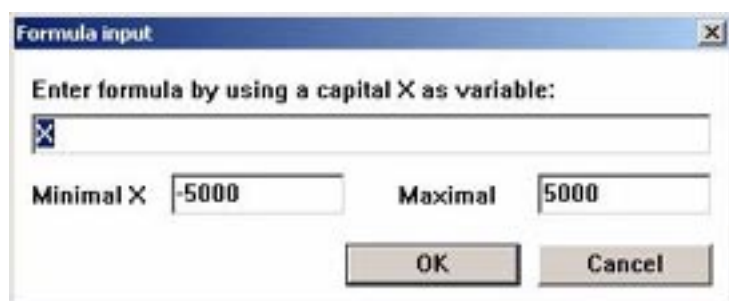 Formula input
Enter formula by using a capital X as variable:
X
Minimal X -5000 Maximal 5000
OK Cancel